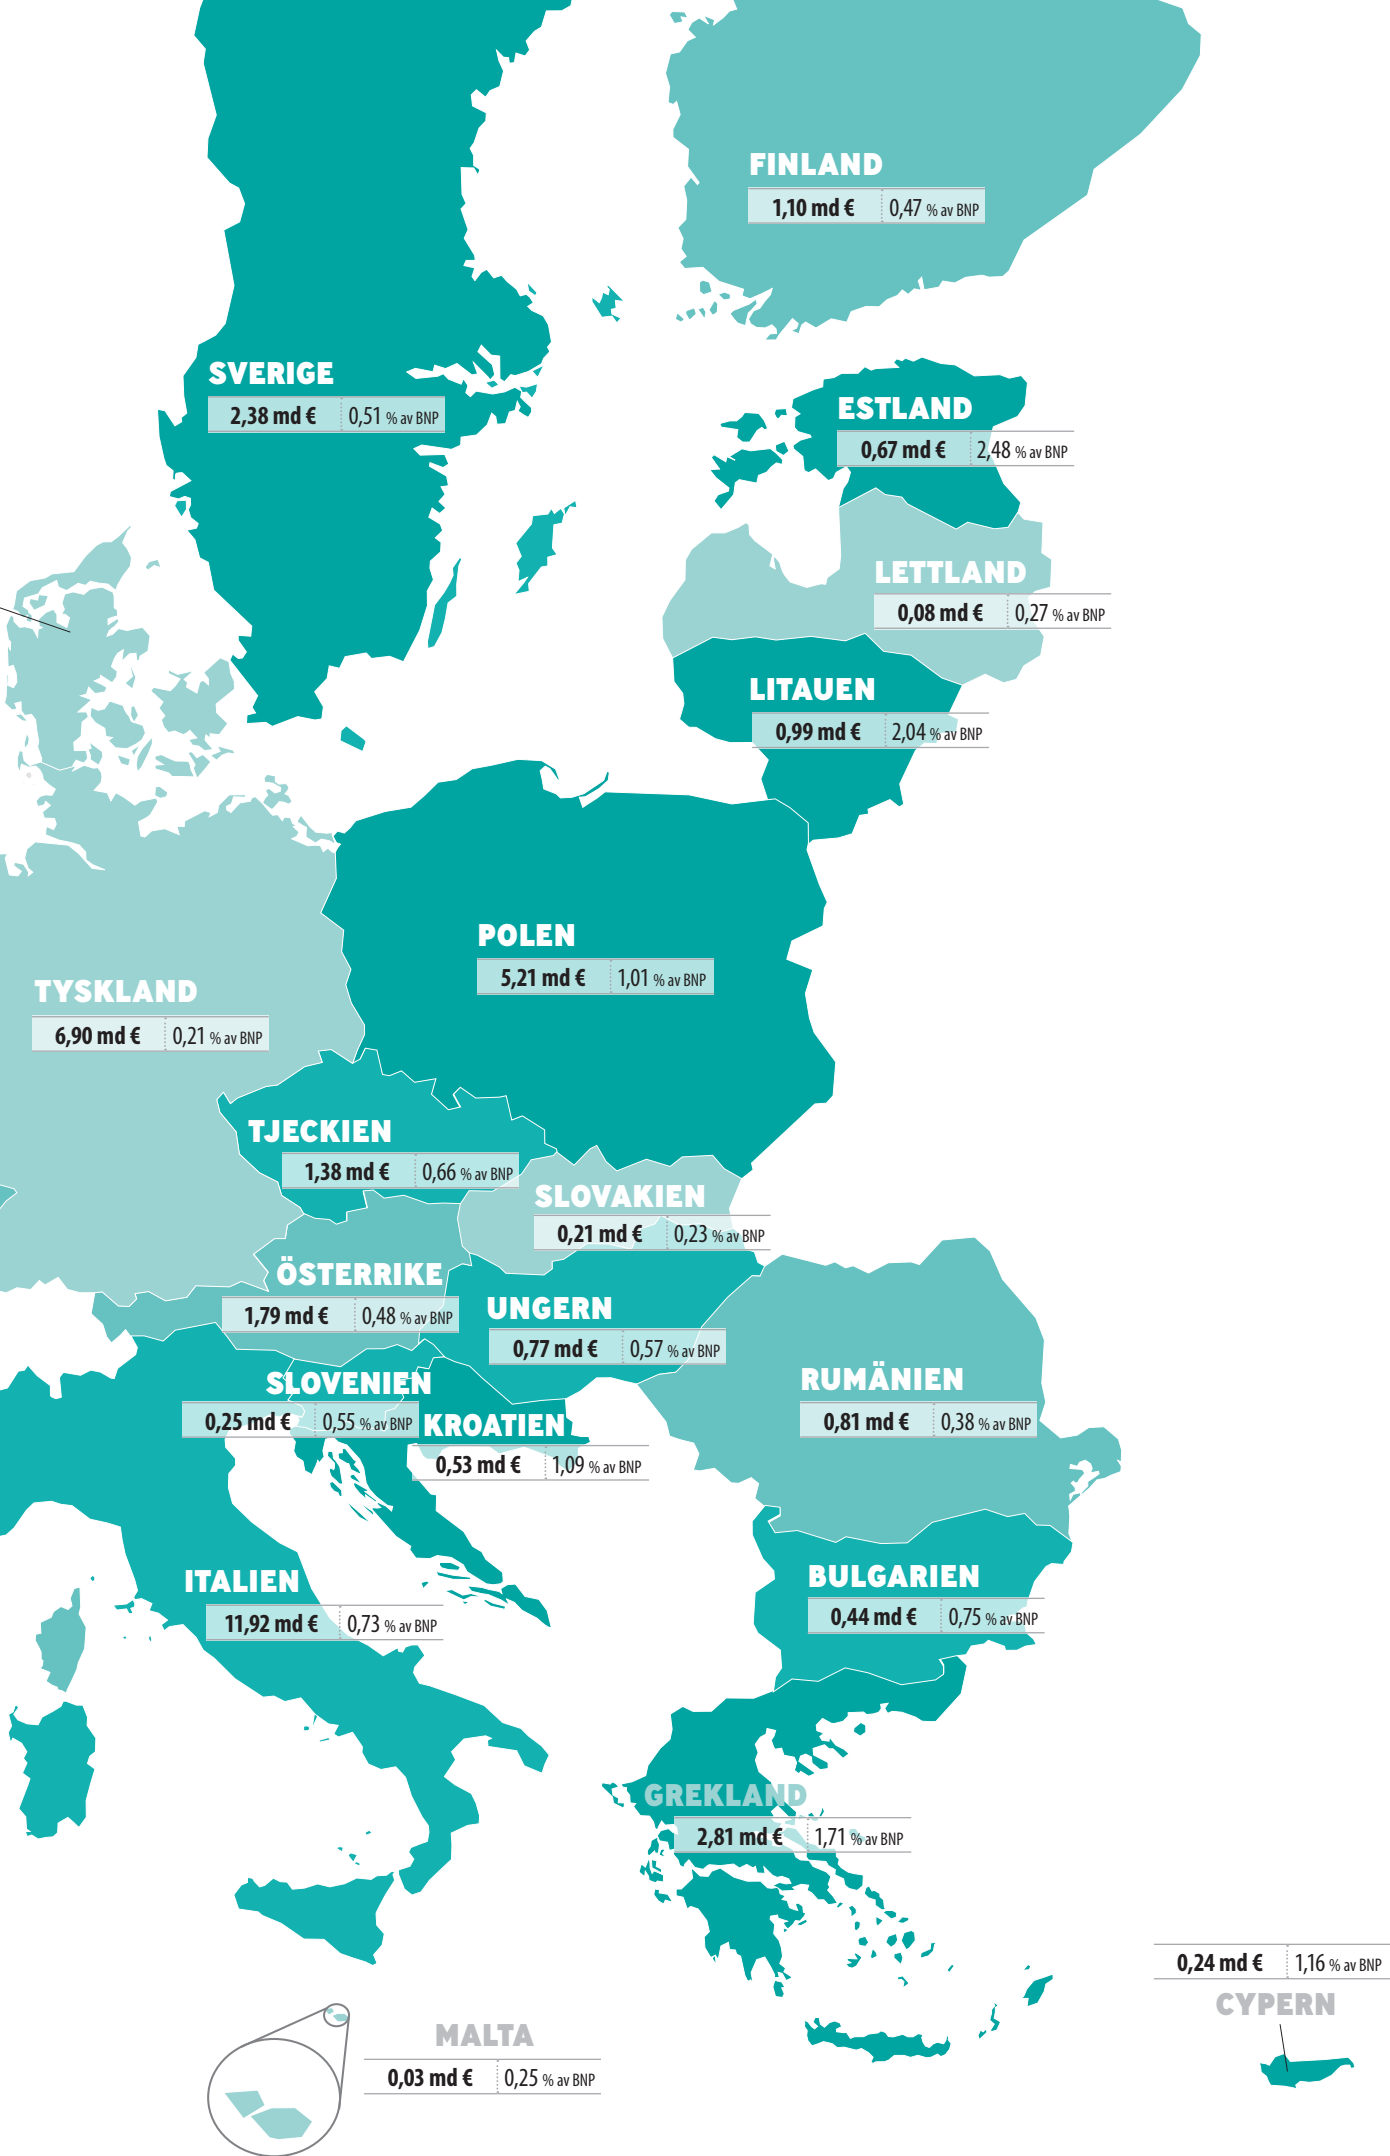 FINLAND
1,10 md € 0,47 % av BNP
SVERIGE
2,38 md € 0,51 % av BNP
ESTLAND
0,67 md € 2,48 % av BNP
LETTLAND
0,08 md € 0,27 % av BNP
LITAUEN
0,99 md € 2,04 % av BNP
POLEN
5,21 md € 1,01 % av BNP
TYSKLAND
6,90 md € 0,21 % av BNP
TJECKIEN
1,38 md € 0,66 % av BNP
SLOVAKIEN
0,21 md € 0,23 % av BNP
ÖSTERRIKE
1,79 md € 0,48 % av BNP
UNGERN
0,77 md € 0,57 % av BNP
RUMÄNIEN
0,81 md € 0,38 % av BNP
SLOVENIEN
0,25 md € 0,55 % av BNP
KROATIEN
0,53 md € 1,09 % av BNP
ITALIEN
11,92 md € 0,73 % av BNP
BULGARIEN
0,44 md € 0,75 % av BNP
GREKLAND
2,81 md € 1,71 % av BNP
0,24 md € 1,16 % av BNP
CYPERN
MALTA
0,03 md € 0,25 % av BNP